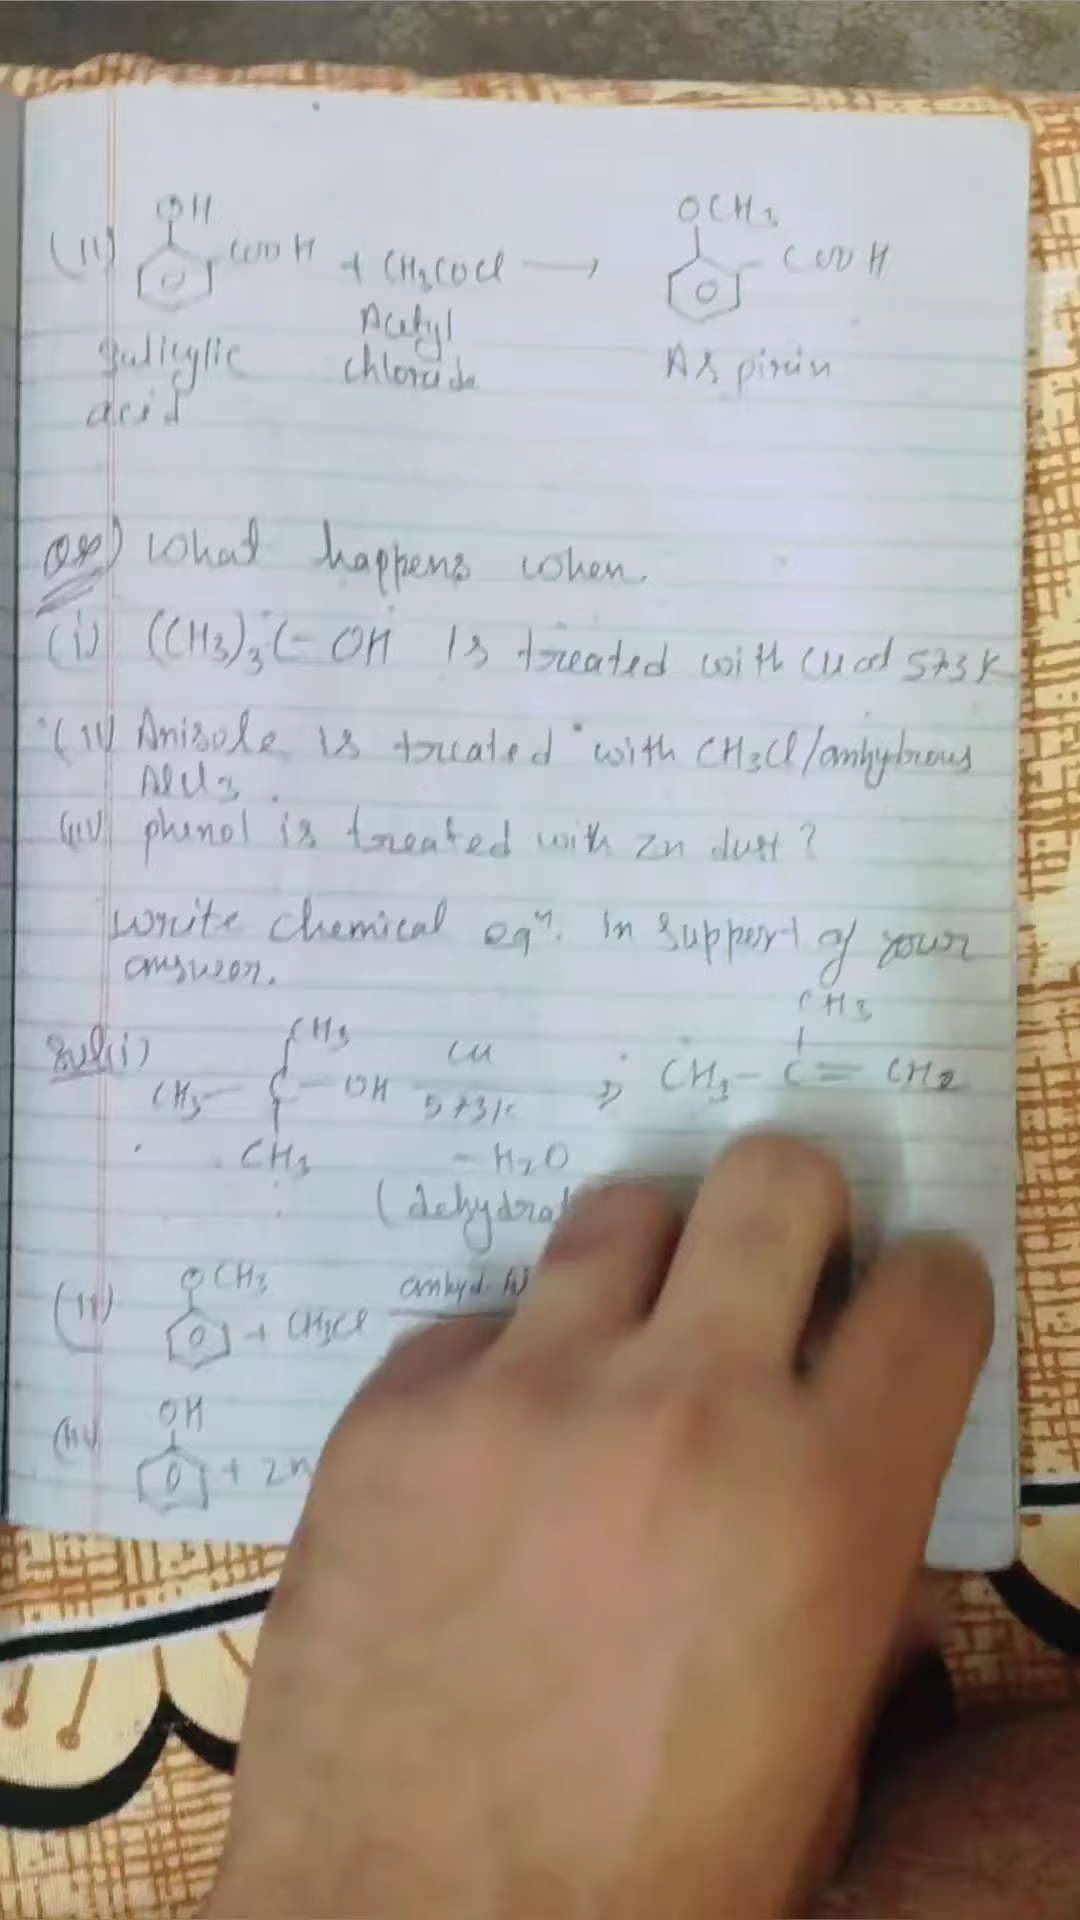 OH
(ii) COOH + CH3COCl ⟶ OCH3 COOH
Salicylic acid
Acetyl chloride
Aspirin
What happens when.
(i) (CH3)3C-OH is treated with Cu at 573 K
(ii) Anisole is treated with CH3Cl/anhydrous
AlCl3.
(iii) phenol is treated with Zn dust?
write chemical eqn. in support of your
answer.
Sol(i) CH3-C-OH
CH3
CH3
Cu
573K
-H2O
CH3-C=CH2
CH3
(ii) OCH3 + CH3Cl anhyd.
(iii) OH + Zn